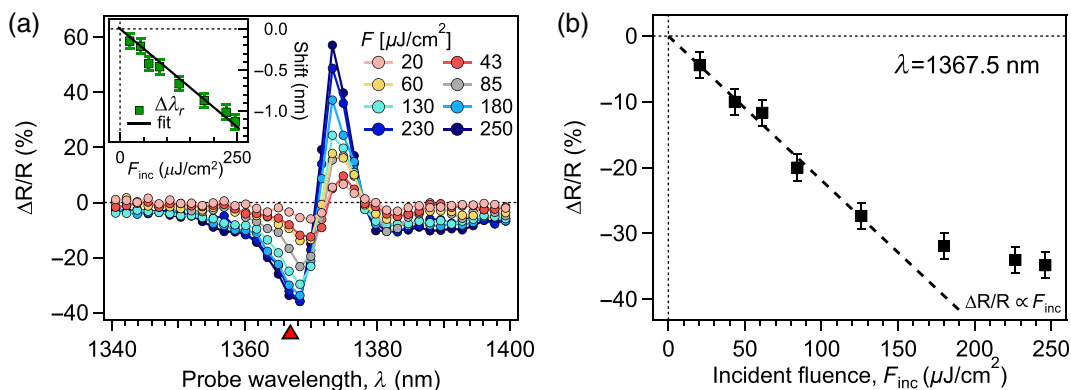 (a)
ΔR/R (%)
60
40
20
0
−20
−40
1340
1360
1380
1400
Probe wavelength, λ (nm)
F [μJ/cm²]
20 43
60 85
130 180
230 250
0.0
−0.5
−1.0
Shift (nm)
Δλr
fit
0
250
Finc (μJ/cm²)
(b)
ΔR/R (%)
0
−10
−20
−30
−40
λ=1367.5 nm
ΔR/R ∝ Finc
0
50
100
150
200
250
Incident fluence, Finc (μJ/cm²)